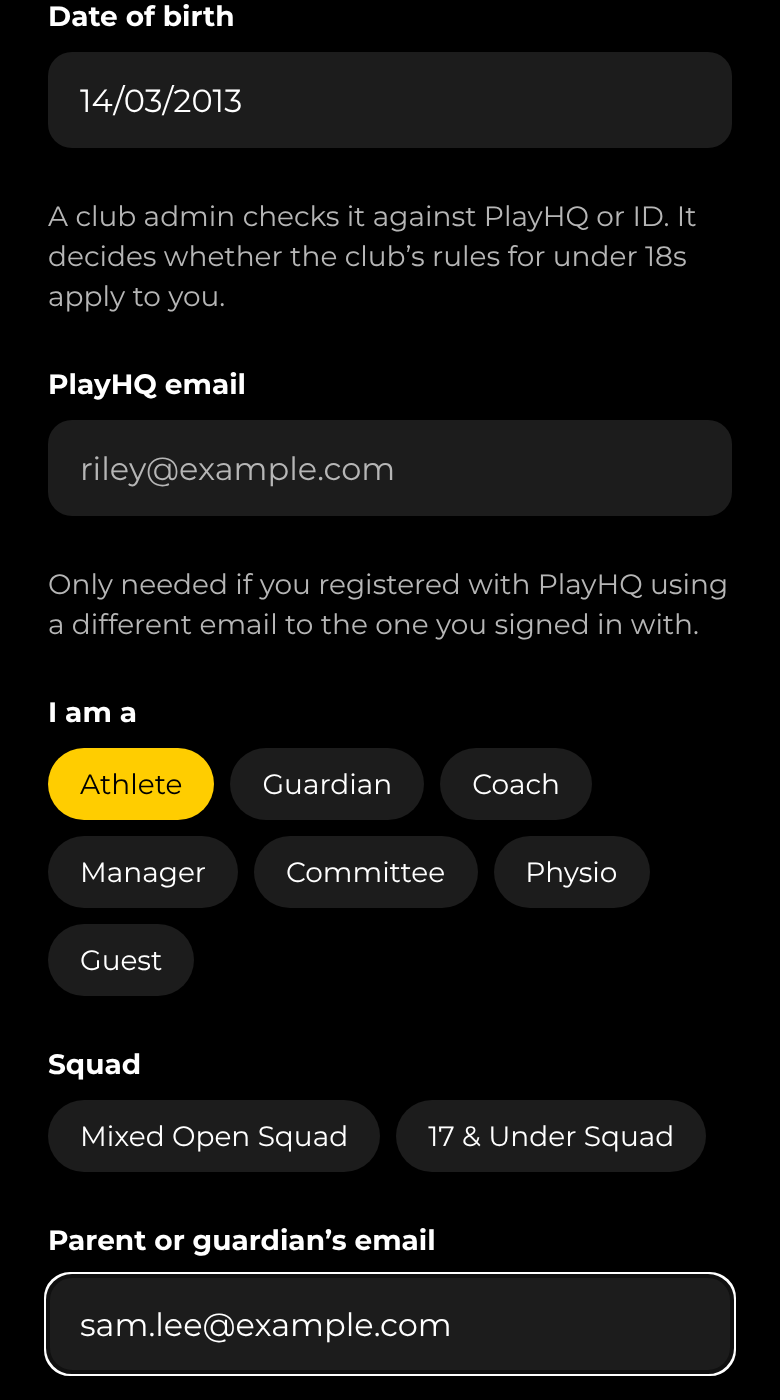 Date of birth
14/03/2013
A club admin checks it against PlayHQ or ID. It
decides whether the club’s rules for under 18s
apply to you.
PlayHQ email
riley@example.com
Only needed if you registered with PlayHQ using
a different email to the one you signed in with.
I am a
Athlete Guardian Coach
Manager Committee Physio
Guest
Squad
Mixed Open Squad 17 & Under Squad
Parent or guardian’s email
sam.lee@example.com